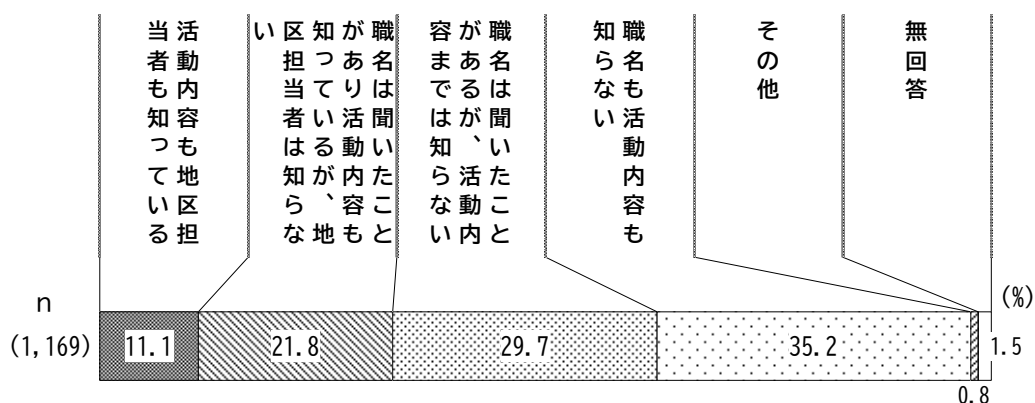 活動内容も地区担
当者も知っている
職名は聞いたこと
があり活動内容も
知っているが、地
区担当者は知らな
い
職名は聞いたこと
があるが、活動内
容までは知らない
職名も活動内容も
知らない
その他
無回答
n
(%)
(1,169)
11.1
21.8
29.7
35.2
1.5
0.8